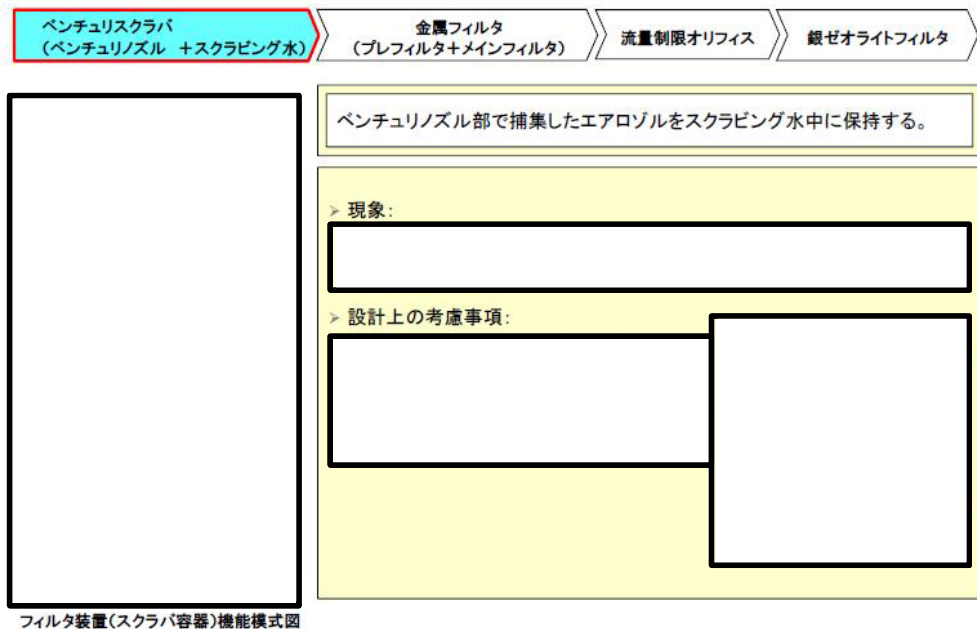 ベンチュリスクラバ
(ベンチュリノズル +スクラビング水)
金属フィルタ
(プレフィルタ+メインフィルタ)
流量制限オリフィス
銀ゼオライトフィルタ
ベンチュリノズル部で捕集したエアロゾルをスクラビング水中に保持する。
➢ 現象:
➢ 設計上の考慮事項:
フィルタ装置(スクラバ容器)機能模式図